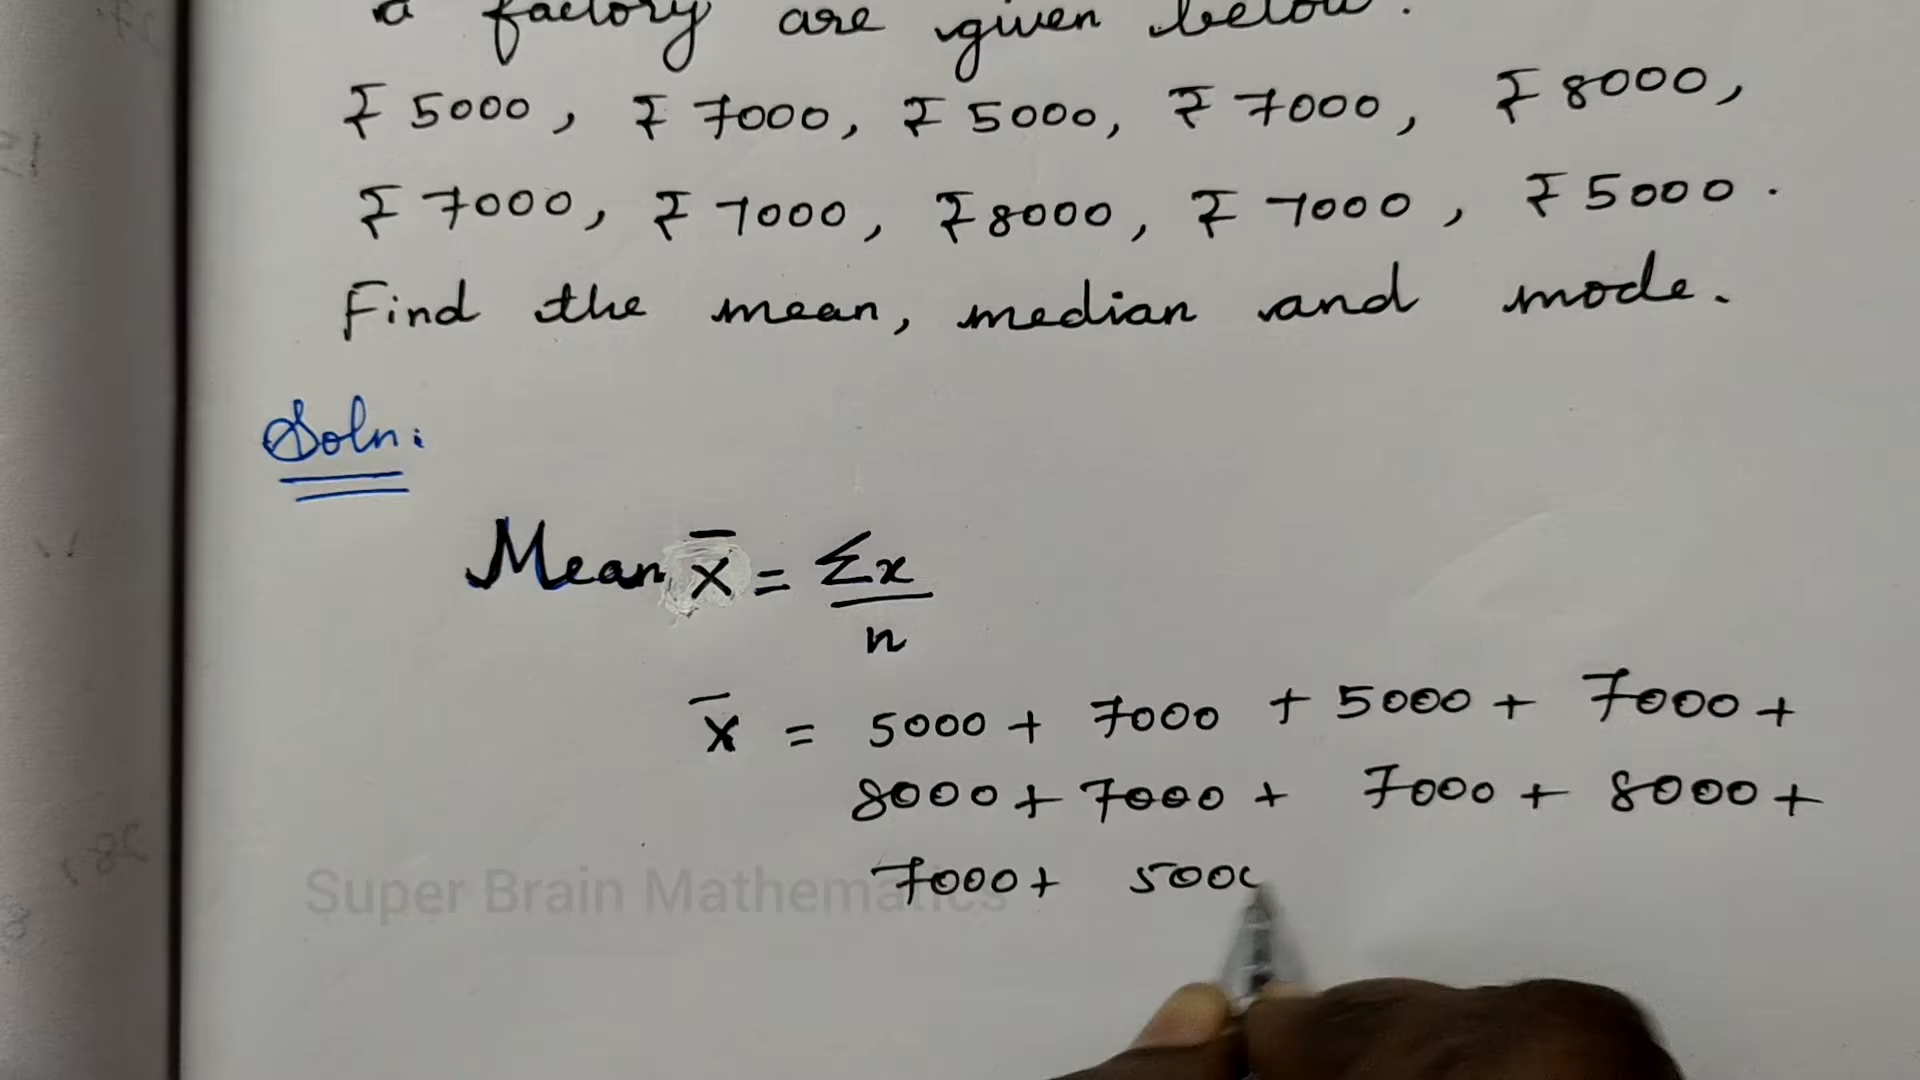 a factory are given below.
₹ 5000, ₹ 7000, ₹ 5000, ₹ 7000, ₹ 8000,
₹ 7000, ₹ 7000, ₹ 8000, ₹ 7000, ₹ 5000.
Find the mean, median and mode.
Soln:
Mean x̄ = Σx
n
x̄ = 5000 + 7000 + 5000 + 7000 +
8000 + 7000 + 7000 + 8000 +
7000 + 5000
Super Brain Mathematics